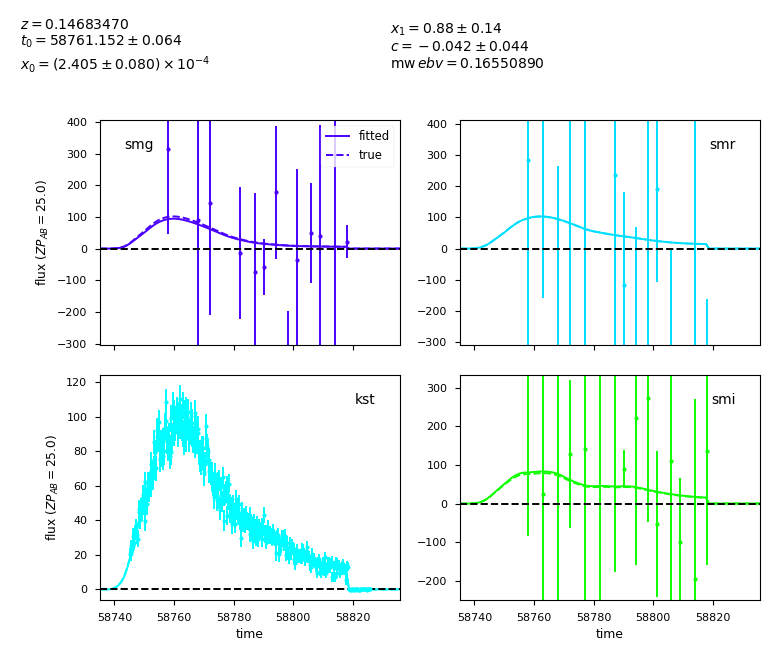 z = 0.14683470
t₀ = 58761.152 ± 0.064
x₀ = (2.405 ± 0.080) × 10⁻⁴
x₁ = 0.88 ± 0.14
c = −0.042 ± 0.044
mw ebv = 0.16550890
400
300
200
100
0
−100
−200
−300
flux (ZP_AB = 25.0)
smg
fitted
true
400
300
200
100
0
−100
−200
−300
smr
120
100
80
60
40
20
0
flux (ZP_AB = 25.0)
kst
58740
58760
58780
58800
58820
time
300
200
100
0
−100
−200
smi
58740
58760
58780
58800
58820
time